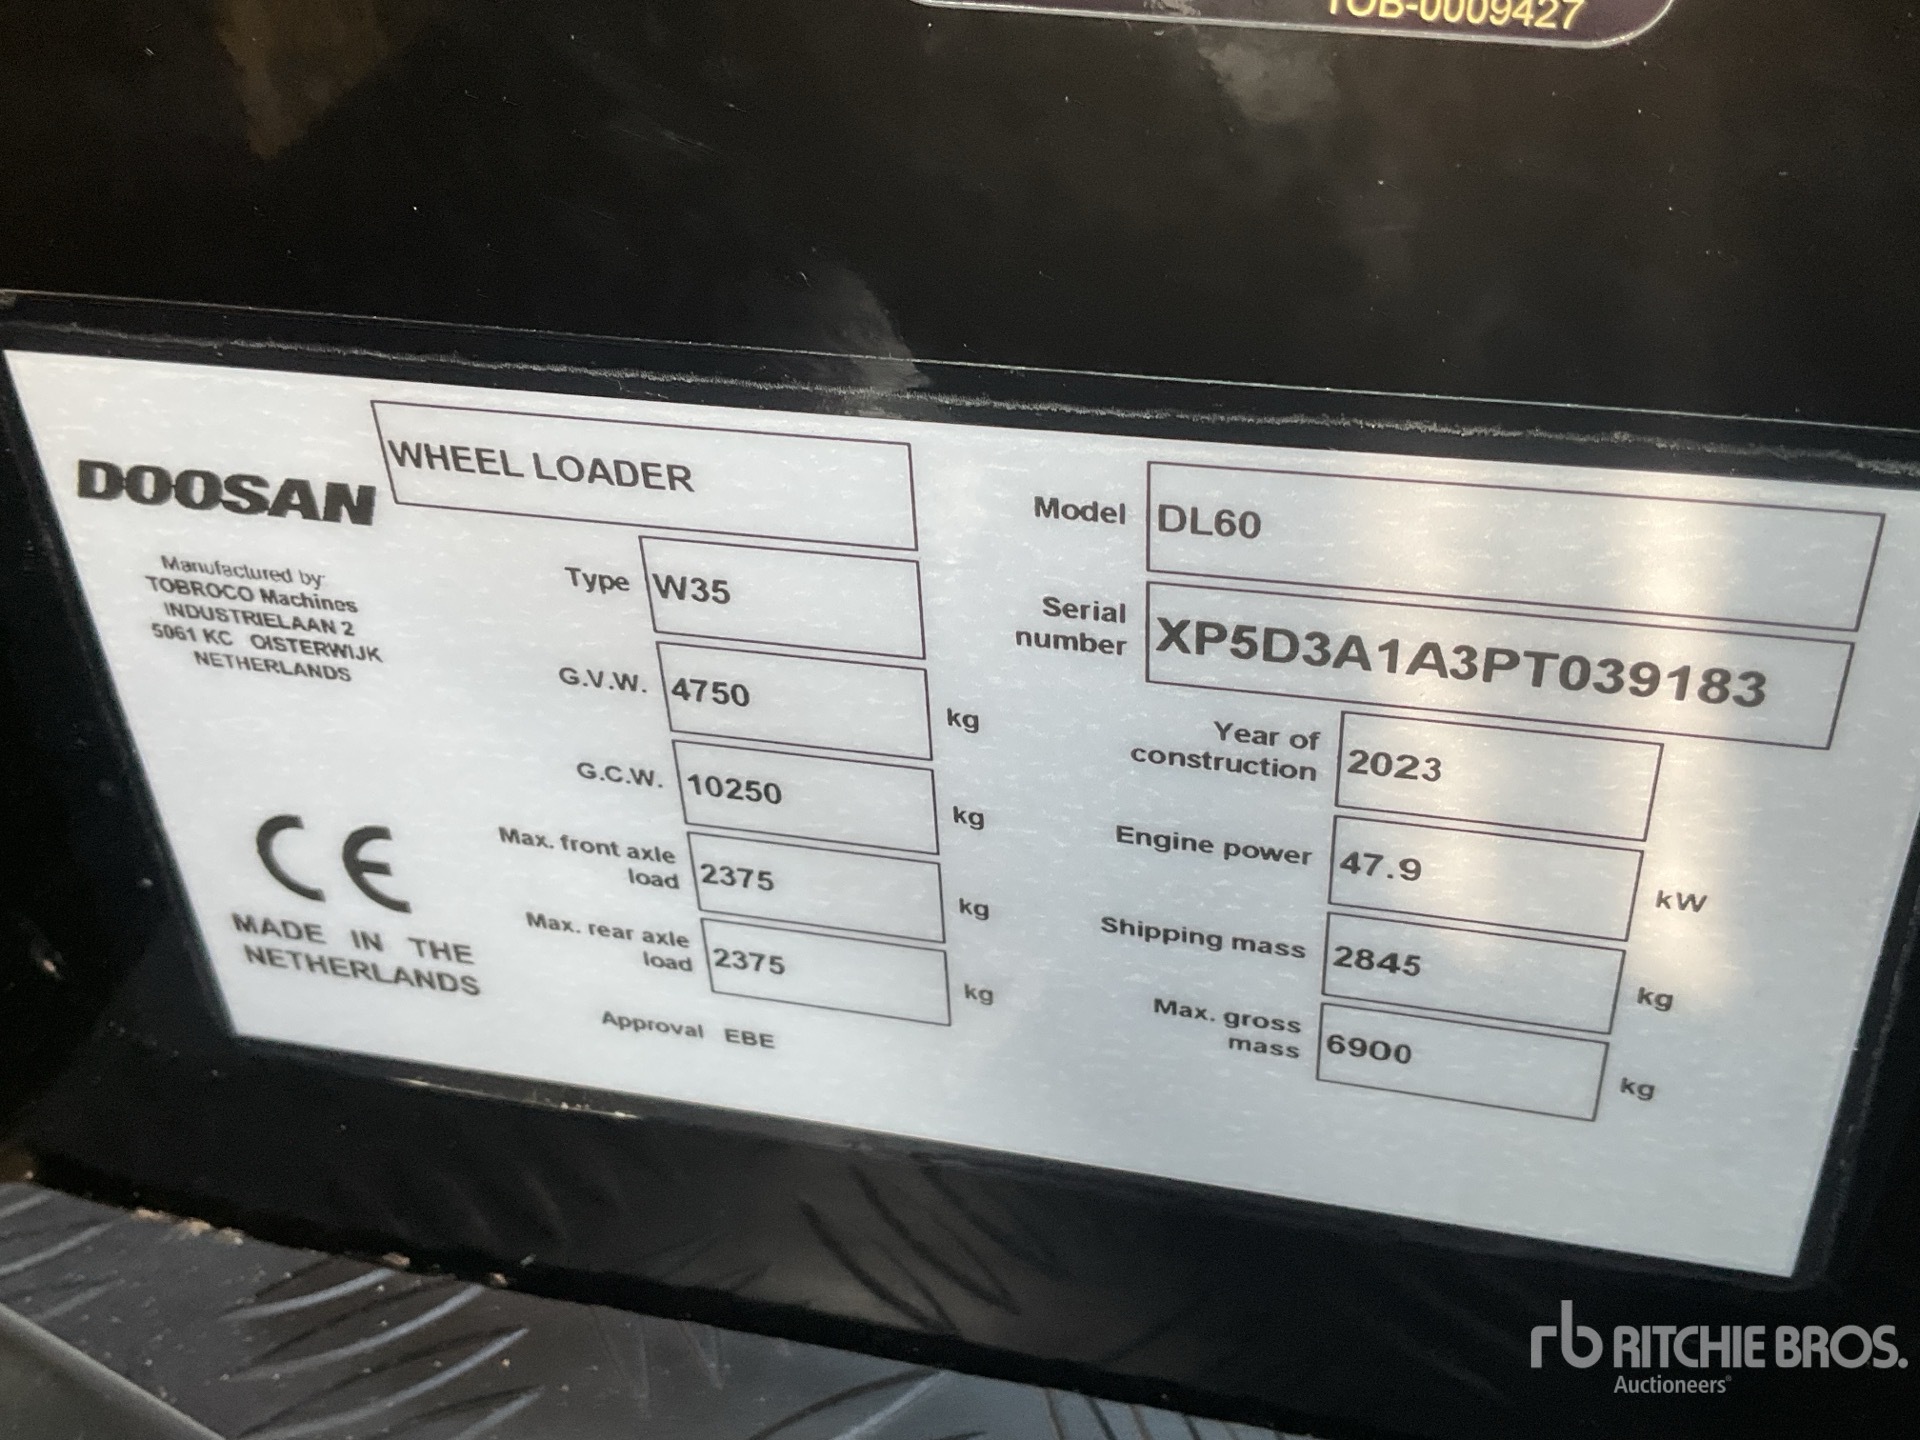 TOB-0009427
DOOSAN
WHEEL LOADER
Manufactured by:
TOBROCO Machines
INDUSTRIELAAN 2
5061 KC OISTERWIJK
NETHERLANDS
Type W35
G.V.W. 4750 kg
G.C.W. 10250 kg
Max. front axle
load 2375 kg
Max. rear axle
load 2375 kg
Approval EBE
CE
MADE IN THE
NETHERLANDS
Model DL60
Serial
number XP5D3A1A3PT039183
Year of
construction 2023
Engine power 47.9 kW
Shipping mass 2845 kg
Max. gross
mass 6900 kg
rb RITCHIE BROS.
Auctioneers